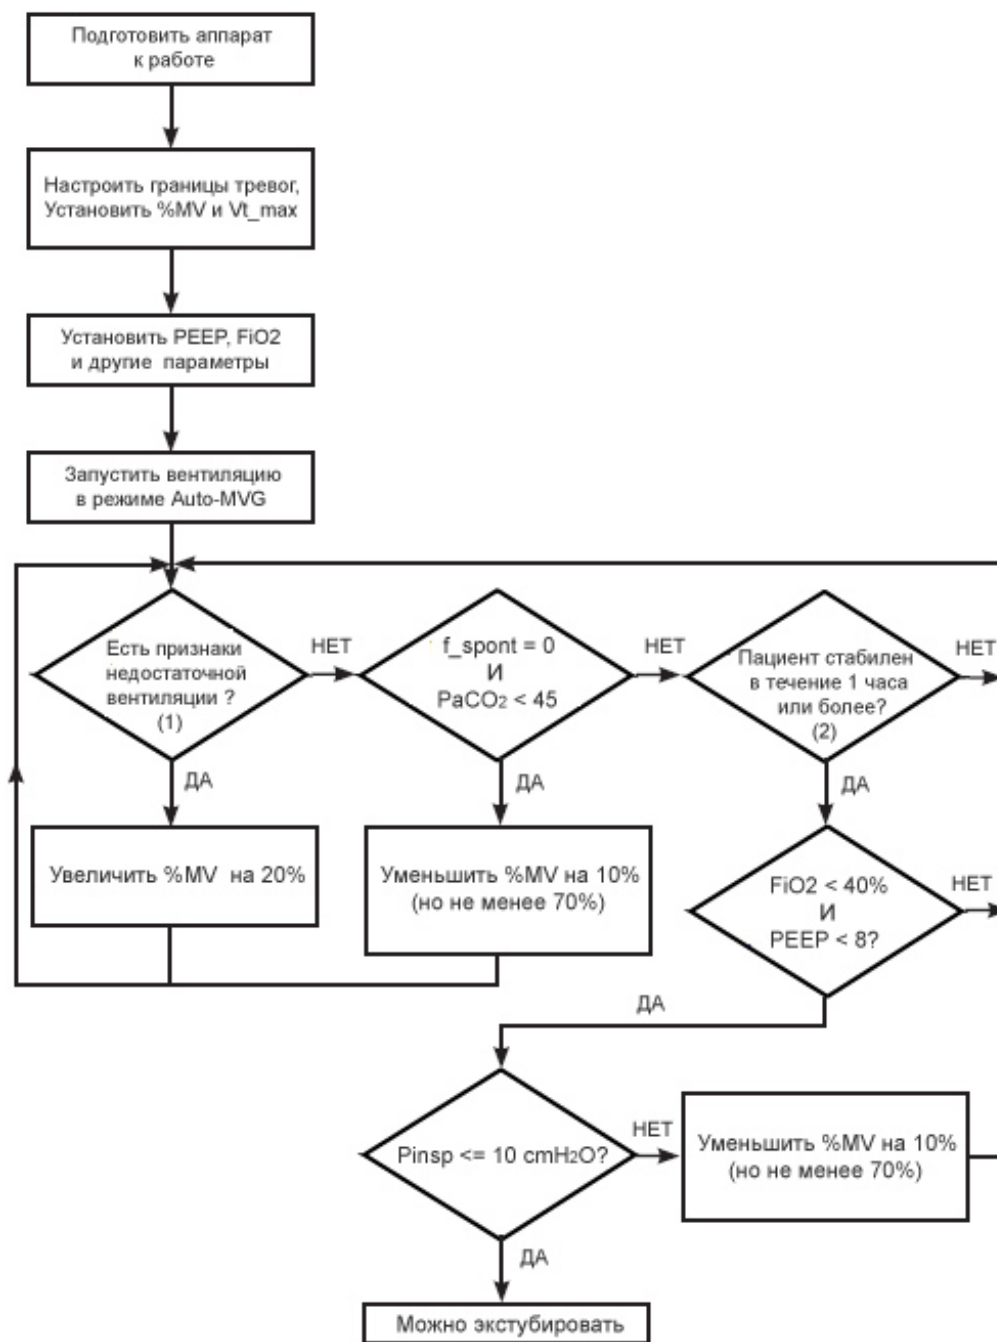 Подготовить аппарат
к работе
Настроить границы тревог,
Установить %MV и Vt_max
Установить PEEP, FiO2
и другие параметры
Запустить вентиляцию
в режиме Auto-MVG
Есть признаки
недостаточной
вентиляции ?
(1)
НЕТ
f_spont = 0
И
PaCO2 < 45
НЕТ
Пациент стабилен
в течение 1 часа
или более?
(2)
НЕТ
ДА
ДА
ДА
Увеличить %MV на 20%
Уменьшить %MV на 10%
(но не менее 70%)
FiO2 < 40%
И
PEEP < 8?
НЕТ
ДА
Pinsp <= 10 cmH2O?
НЕТ
Уменьшить %MV на 10%
(но не менее 70%)
ДА
Можно экстубировать